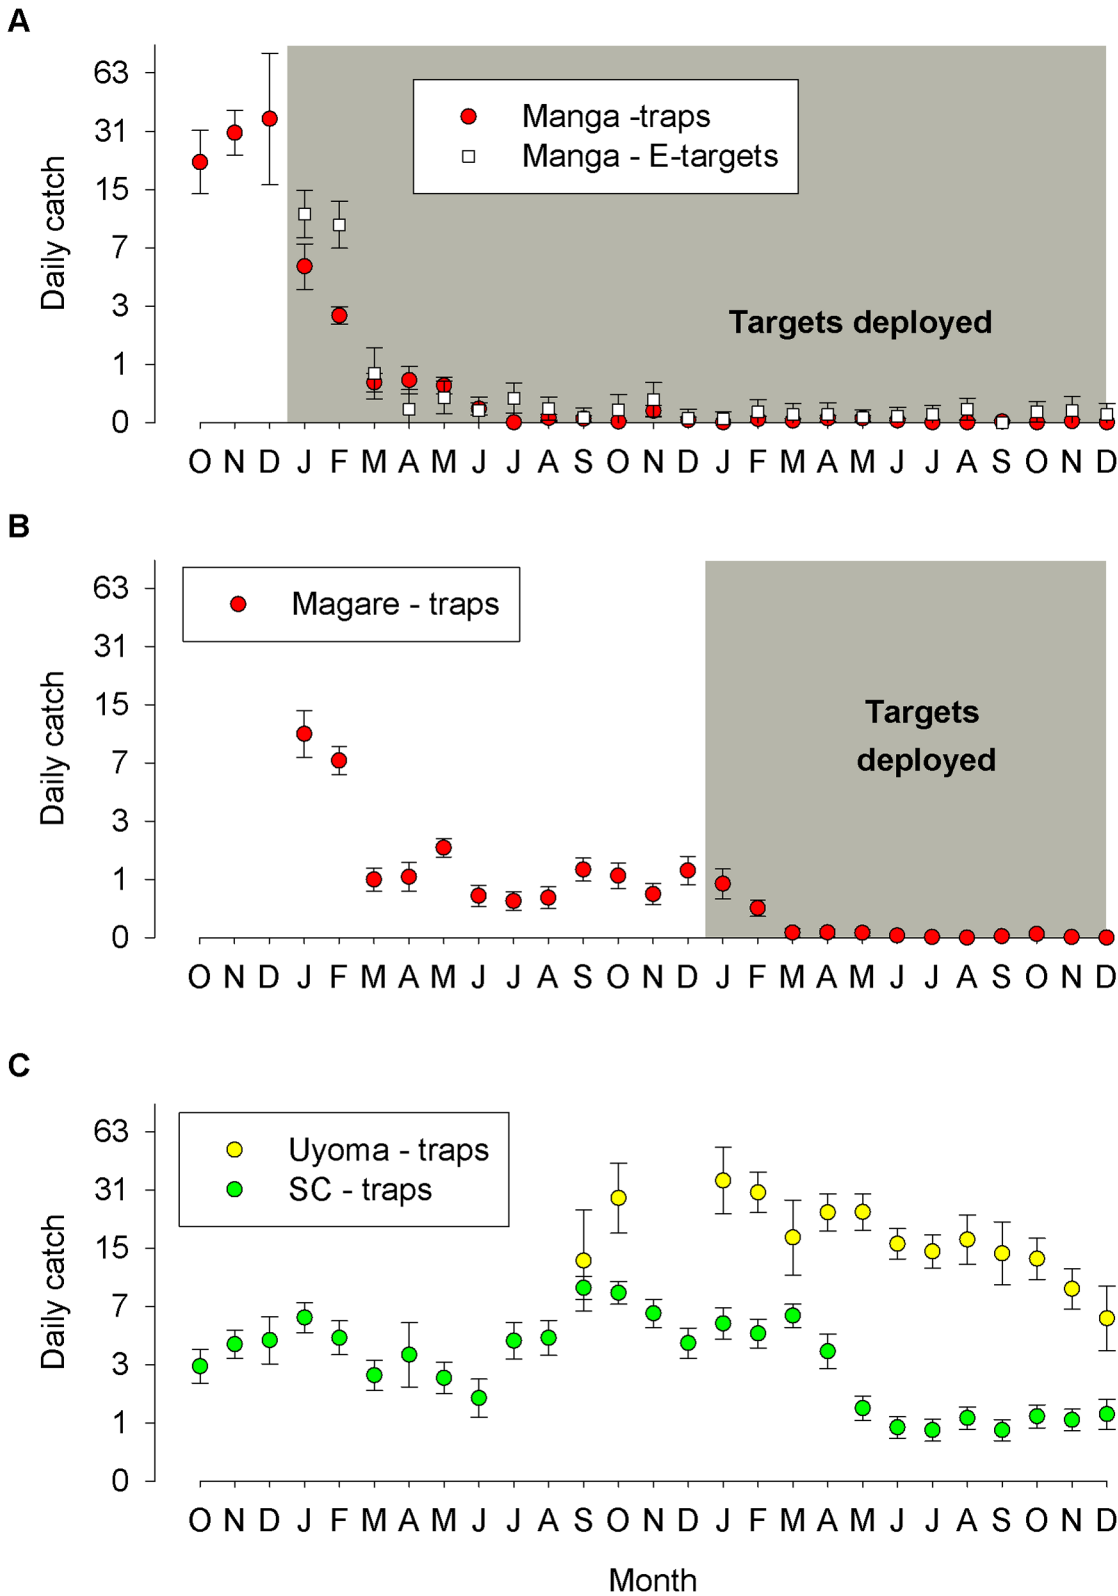 A
63
31
15
7
3
1
0
Daily catch
Manga -traps
Manga - E-targets
Targets deployed
O N D J F M A M J J A S O N D J F M A M J J A S O N D
B
63
31
15
7
3
1
0
Daily catch
Magare - traps
Targets
deployed
O N D J F M A M J J A S O N D J F M A M J J A S O N D
C
63
31
15
7
3
1
0
Daily catch
Uyoma - traps
SC - traps
O N D J F M A M J J A S O N D J F M A M J J A S O N D
Month